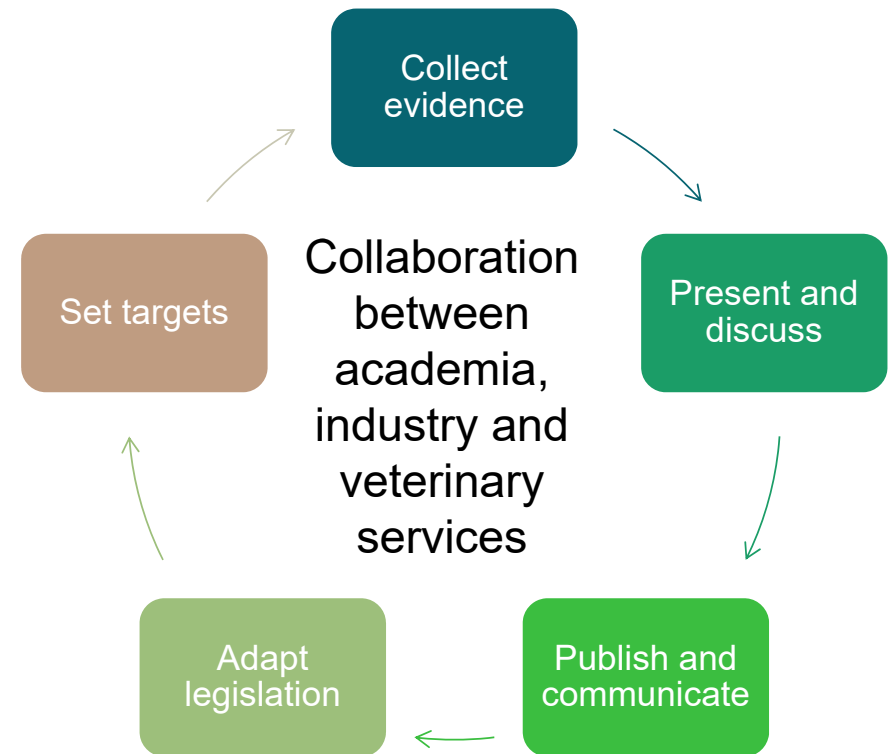 Collect
evidence
Present and
discuss
Publish and
communicate
Adapt
legislation
Set targets
Collaboration
between
academia,
industry and
veterinary
services